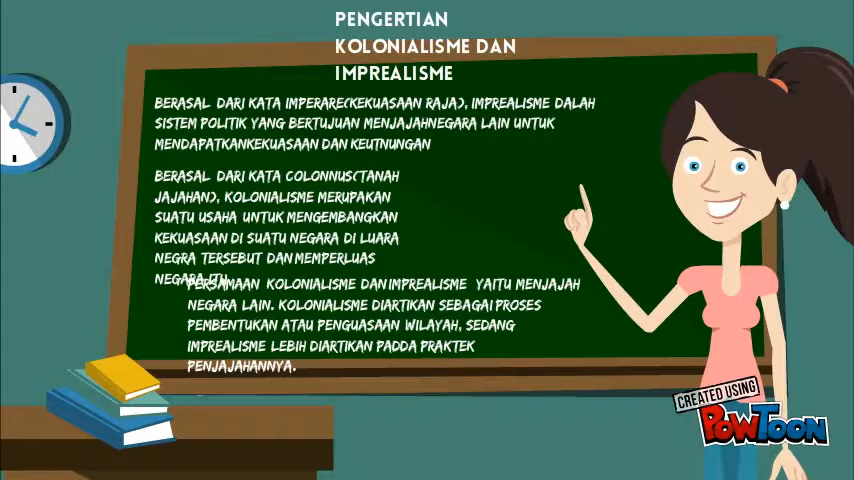 PENGERTIAN
KOLONIALISME DAN
IMPREALISME
BERASAL DARI KATA IMPERARE(KEKUASAAN RAJA), IMPREALISME DALAH
SISTEM POLITIK YANG BERTUJUAN MENJAJAHNEGARA LAIN UNTUK
MENDAPATKANKEKUASAAN DAN KEUTNUNGAN
BERASAL DARI KATA COLONNUS(TANAH
JAJAHAN), KOLONIALISME MERUPAKAN
SUATU USAHA UNTUK MENGEMBANGKAN
KEKUASAAN DI SUATU NEGARA DI LUARA
NEGRA TERSEBUT DAN MEMPERLUAS
NEGARA ITU
PERSAMAAN KOLONIALISME DAN IMPREALISME YAITU MENJAJAH
NEGARA LAIN. KOLONIALISME DIARTIKAN SEBAGAI PROSES
PEMBENTUKAN ATAU PENGUASAAN WILAYAH, SEDANG
IMPREALISME LEBIH DIARTIKAN PADDA PRAKTEK
PENJAJAHANNYA.
CREATED USING
POWTOON